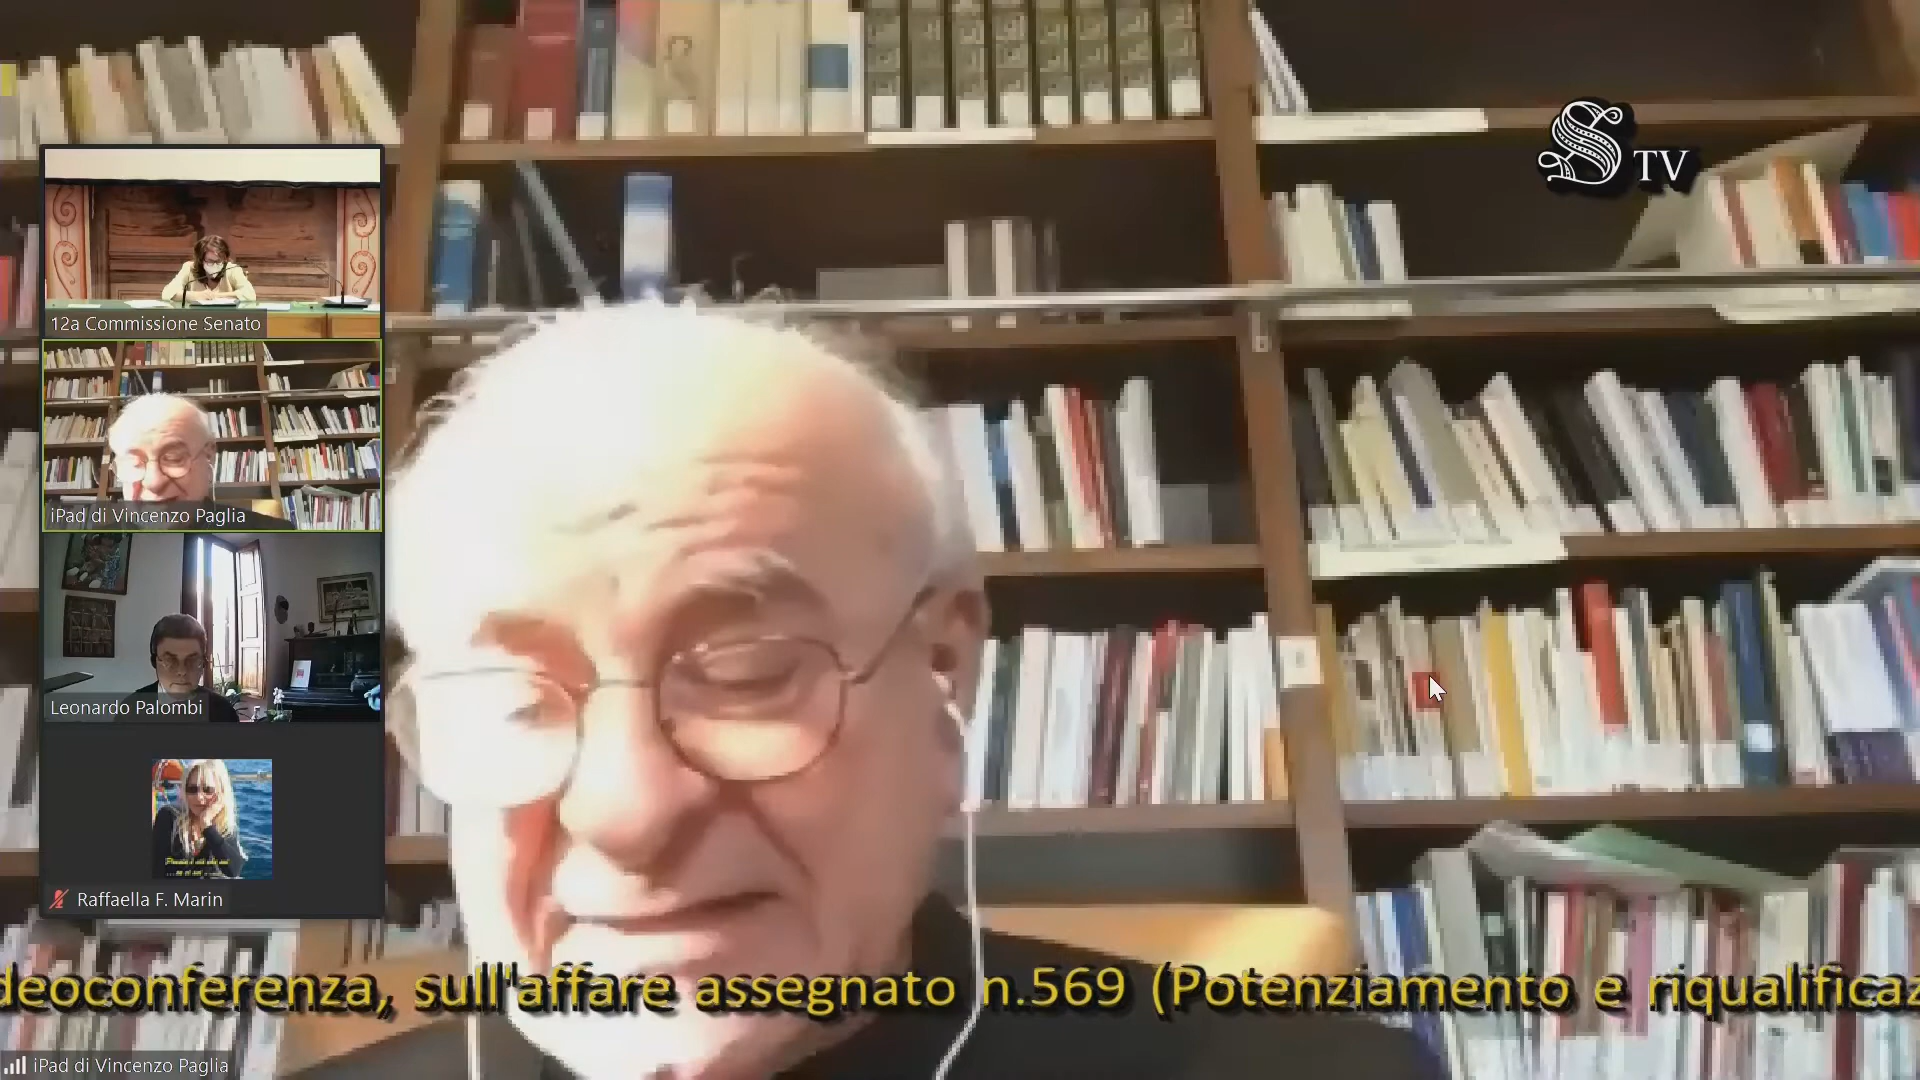 S TV
12a Commissione Senato
iPad di Vincenzo Paglia
Leonardo Palombi
Raffaella F. Marin
deoconferenza, sull'affare assegnato n.569 (Potenziamento e riqualificaz
iPad di Vincenzo Paglia